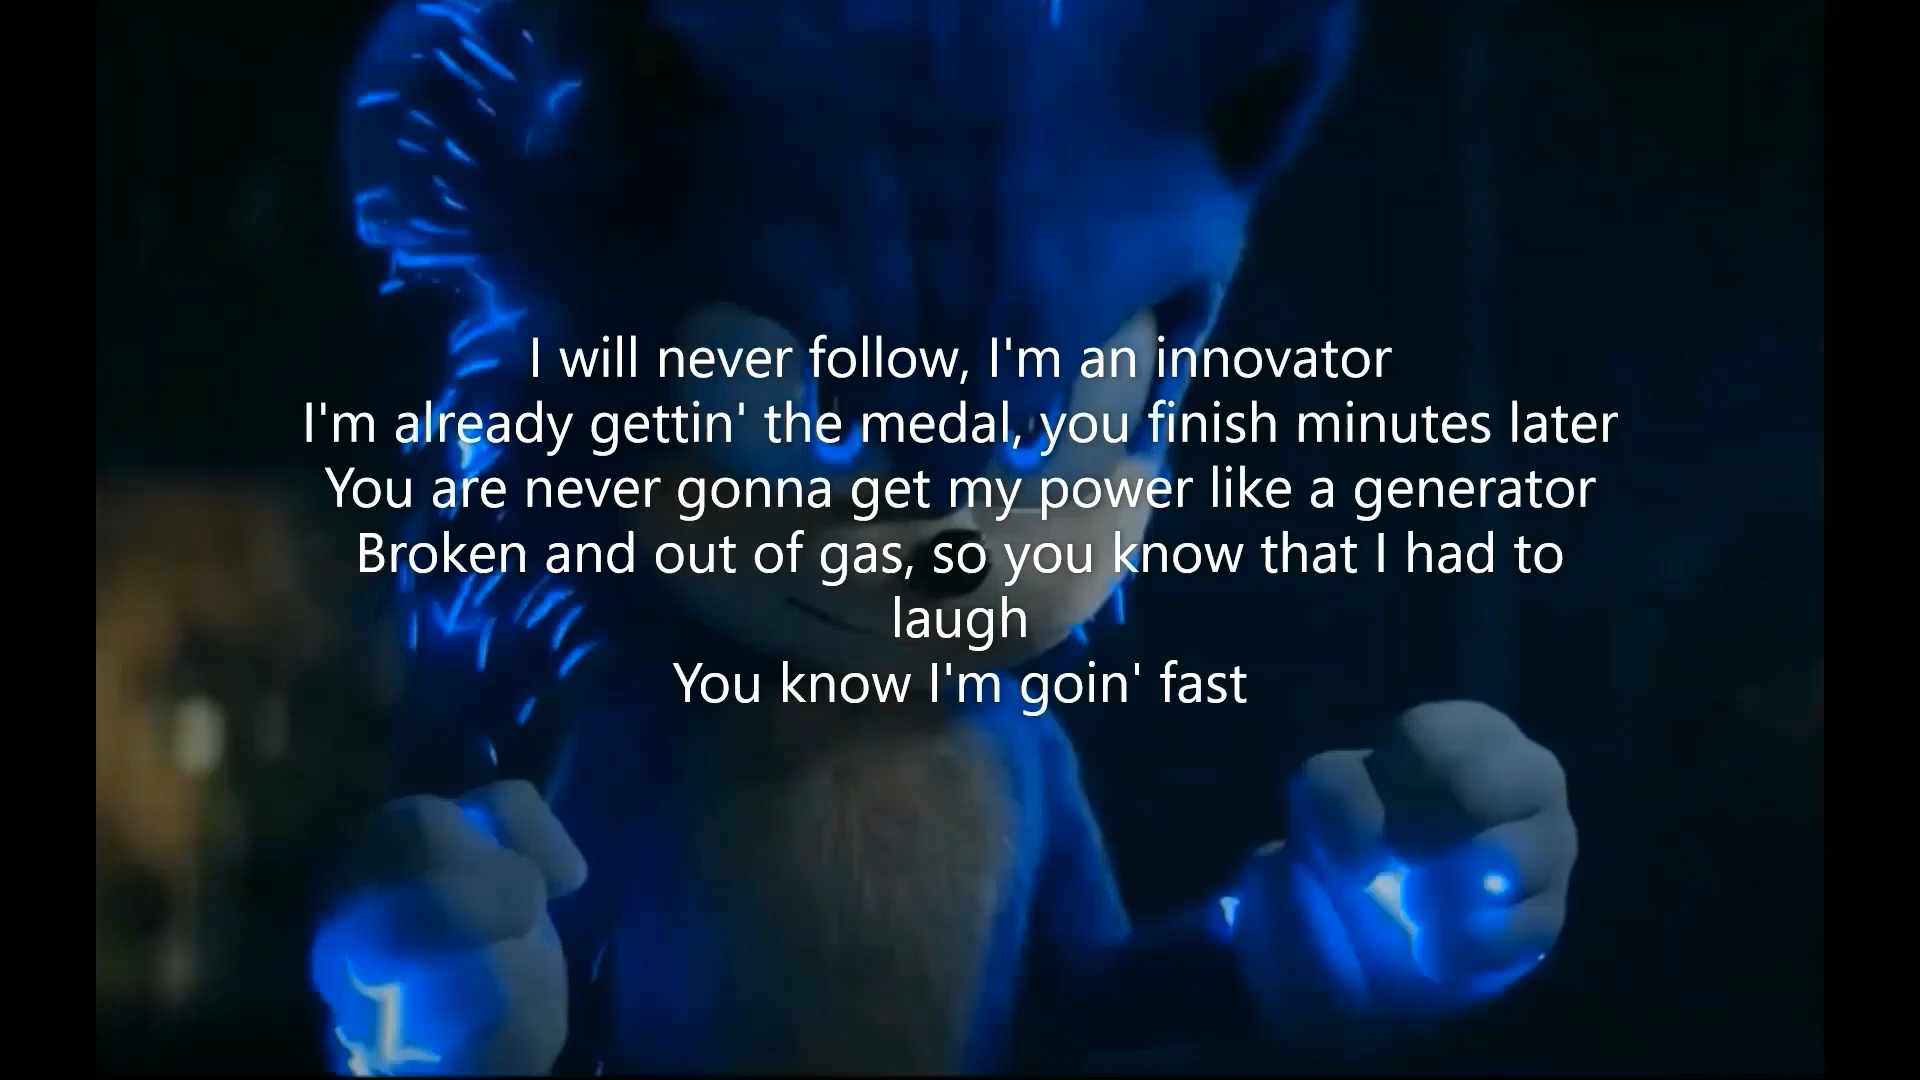 I will never follow, I'm an innovator
I'm already gettin' the medal, you finish minutes later
You are never gonna get my power like a generator
Broken and out of gas, so you know that I had to
laugh
You know I'm goin' fast